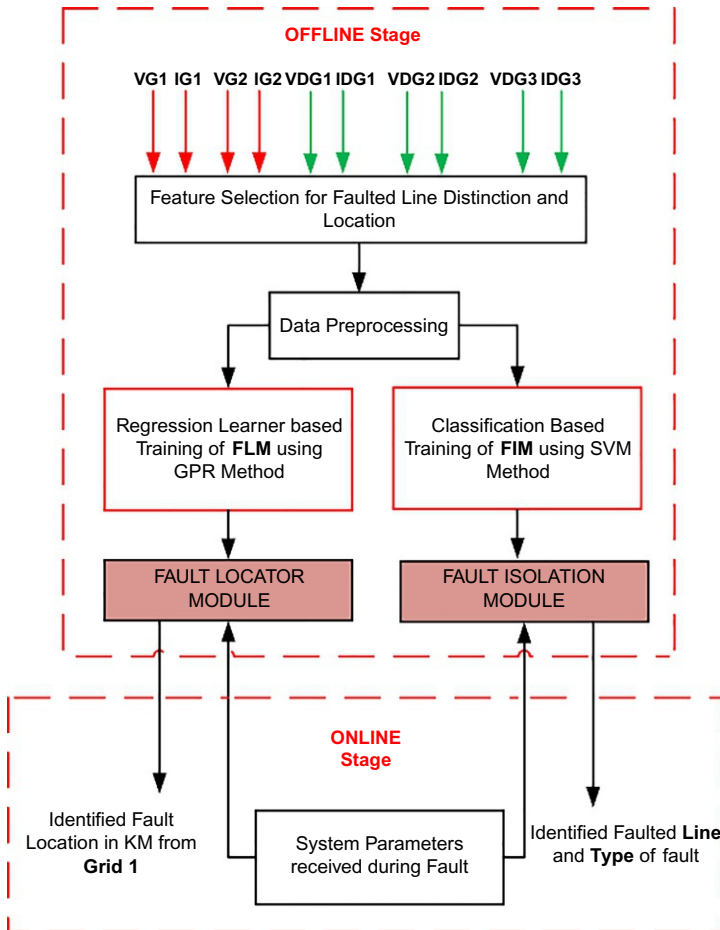 OFFLINE Stage
VG1 IG1 VG2 IG2 VDG1 IDG1 VDG2 IDG2 VDG3 IDG3
Feature Selection for Faulted Line Distinction and
Location
Data Preprocessing
Regression Learner based
Training of FLM using
GPR Method
Classification Based
Training of FIM using SVM
Method
FAULT LOCATOR
MODULE
FAULT ISOLATION
MODULE
ONLINE
Stage
Identified Fault
Location in KM from
Grid 1
System Parameters
received during Fault
Identified Faulted Line
and Type of fault